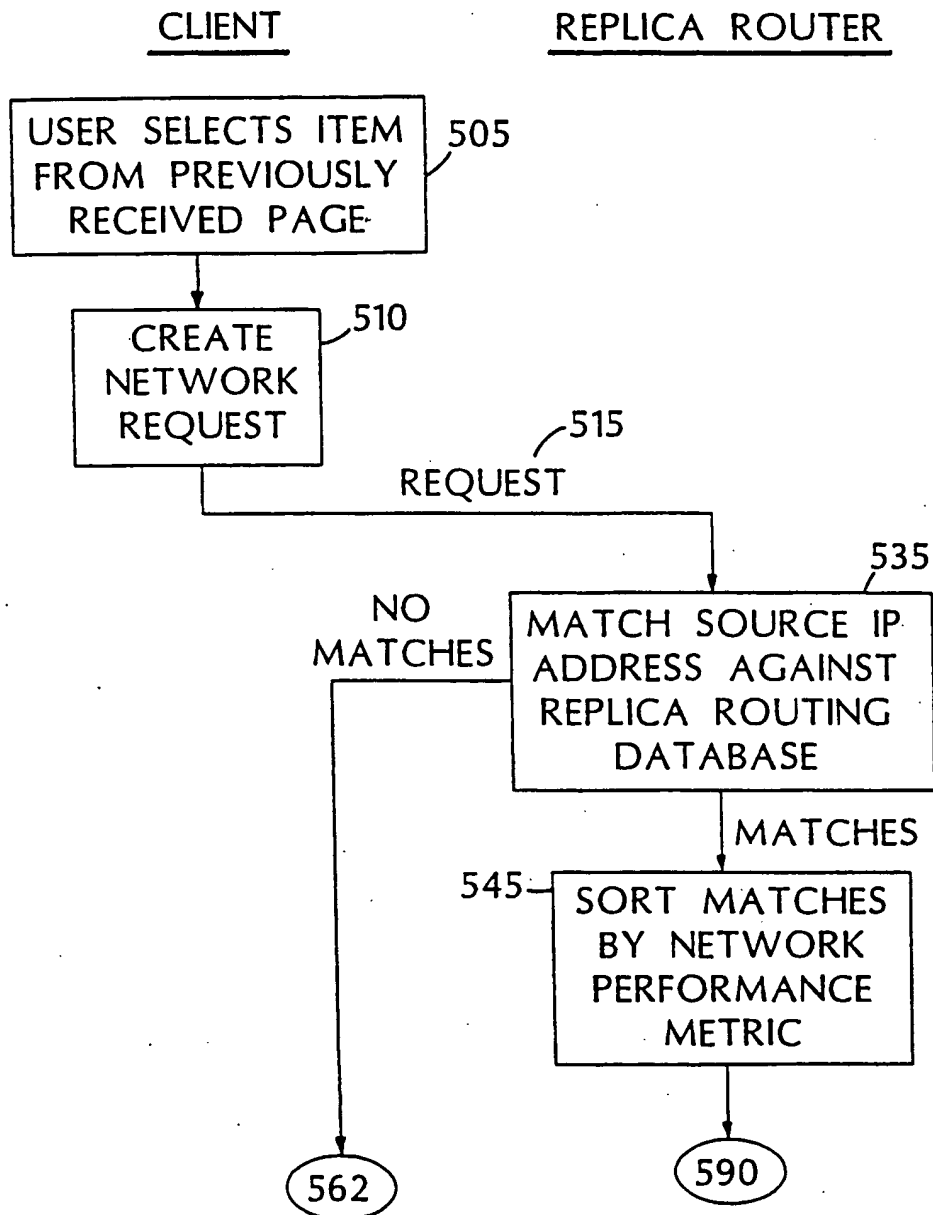 CLIENT
REPLICA ROUTER
USER SELECTS ITEM
FROM PREVIOUSLY
RECEIVED PAGE
505
CREATE
NETWORK
REQUEST
510
515
REQUEST
535
NO
MATCHES
MATCH SOURCE IP
ADDRESS AGAINST
REPLICA ROUTING
DATABASE
MATCHES
545
SORT MATCHES
BY NETWORK
PERFORMANCE
METRIC
562
590